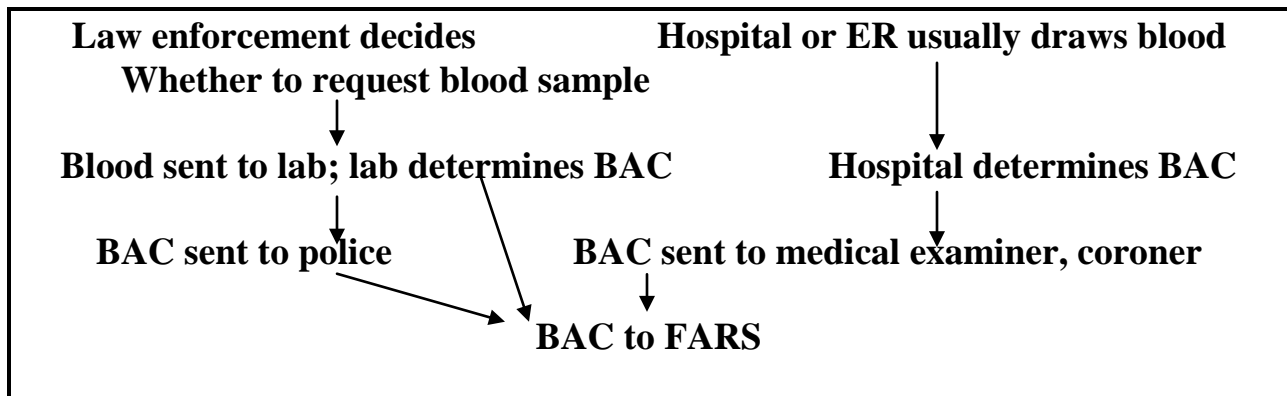 Law enforcement decides
Whether to request blood sample
Hospital or ER usually draws blood
Blood sent to lab; lab determines BAC
Hospital determines BAC
BAC sent to police
BAC sent to medical examiner, coroner
BAC to FARS